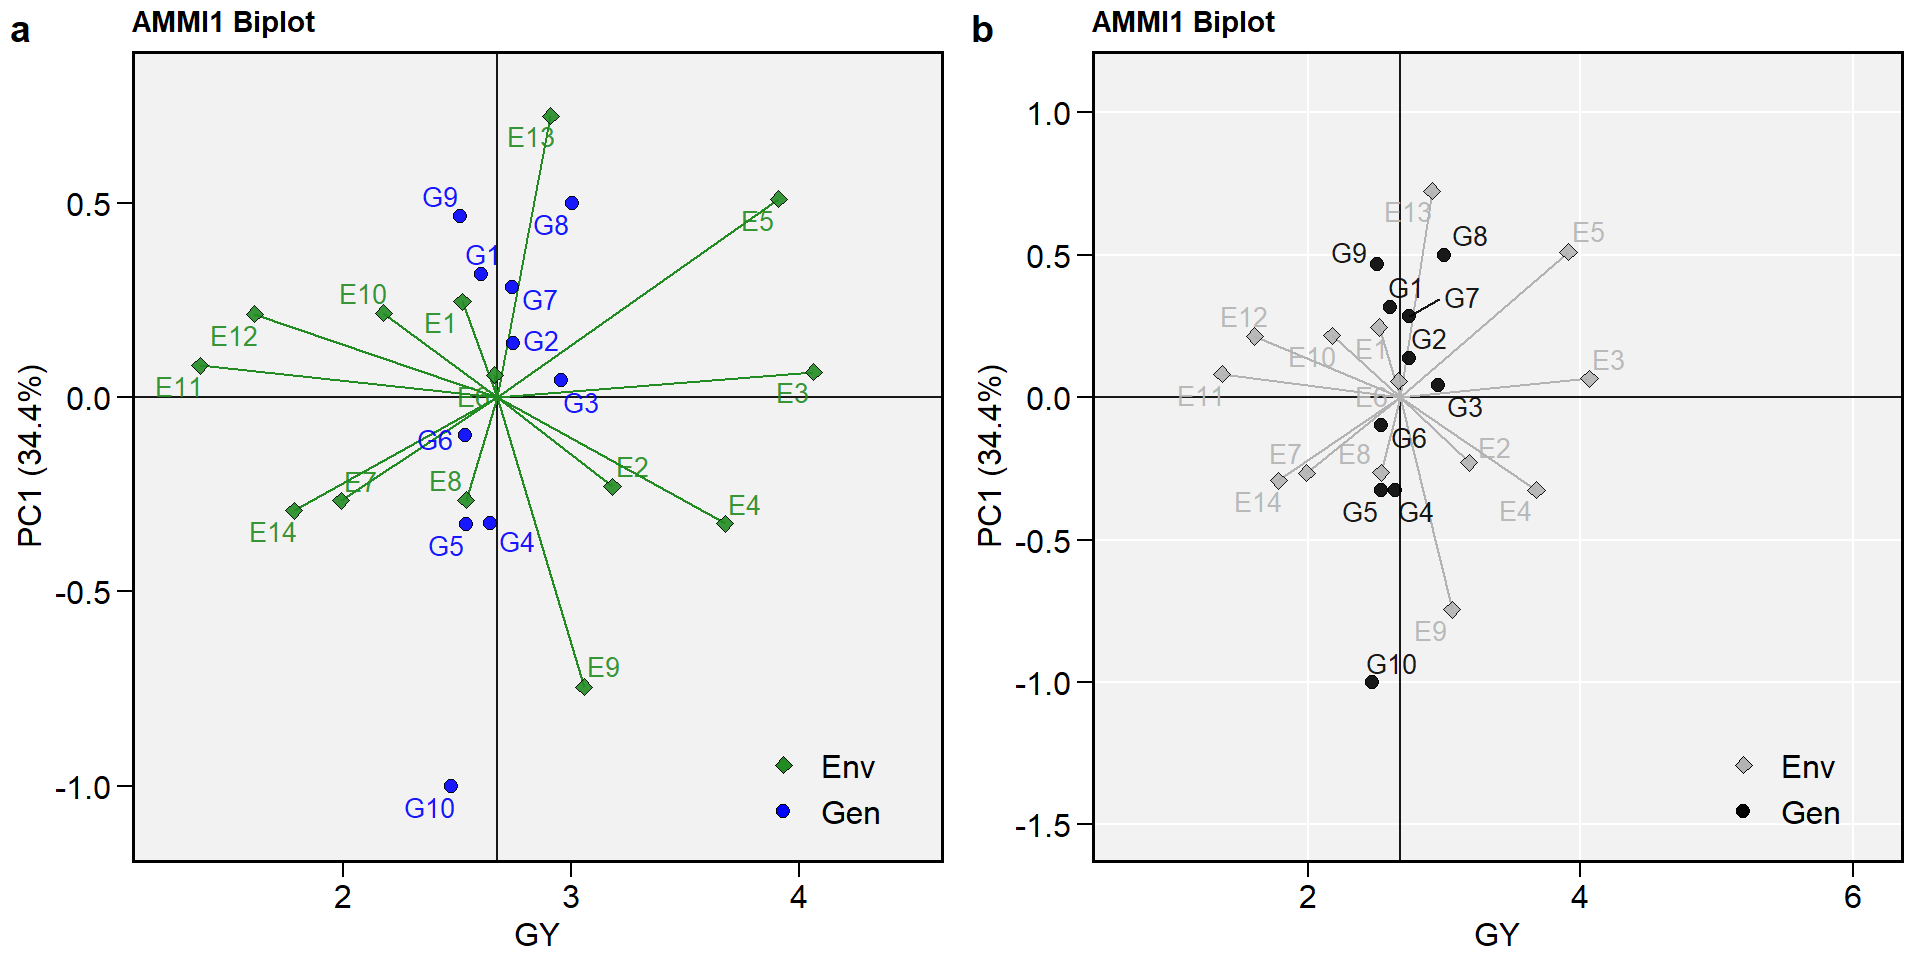 a
AMMI1 Biplot
E13
G9
G8
E5
G1
E10
G7
E1
E12
G2
E11
E6
G3
E3
G6
E7
E8
E2
E4
E14
G5
G4
E9
G10
Env
Gen
0.5
0.0
-0.5
-1.0
2
3
4
GY
PC1 (34.4%)
b
AMMI1 Biplot
E13
E5
G8
G9
G1
G7
E12
G2
E10
E1
E3
E11
E6
G3
G6
E7
E8
E2
E14
G5
G4
E4
E9
G10
Env
Gen
1.0
0.5
0.0
-0.5
-1.0
-1.5
2
4
6
GY
PC1 (34.4%)